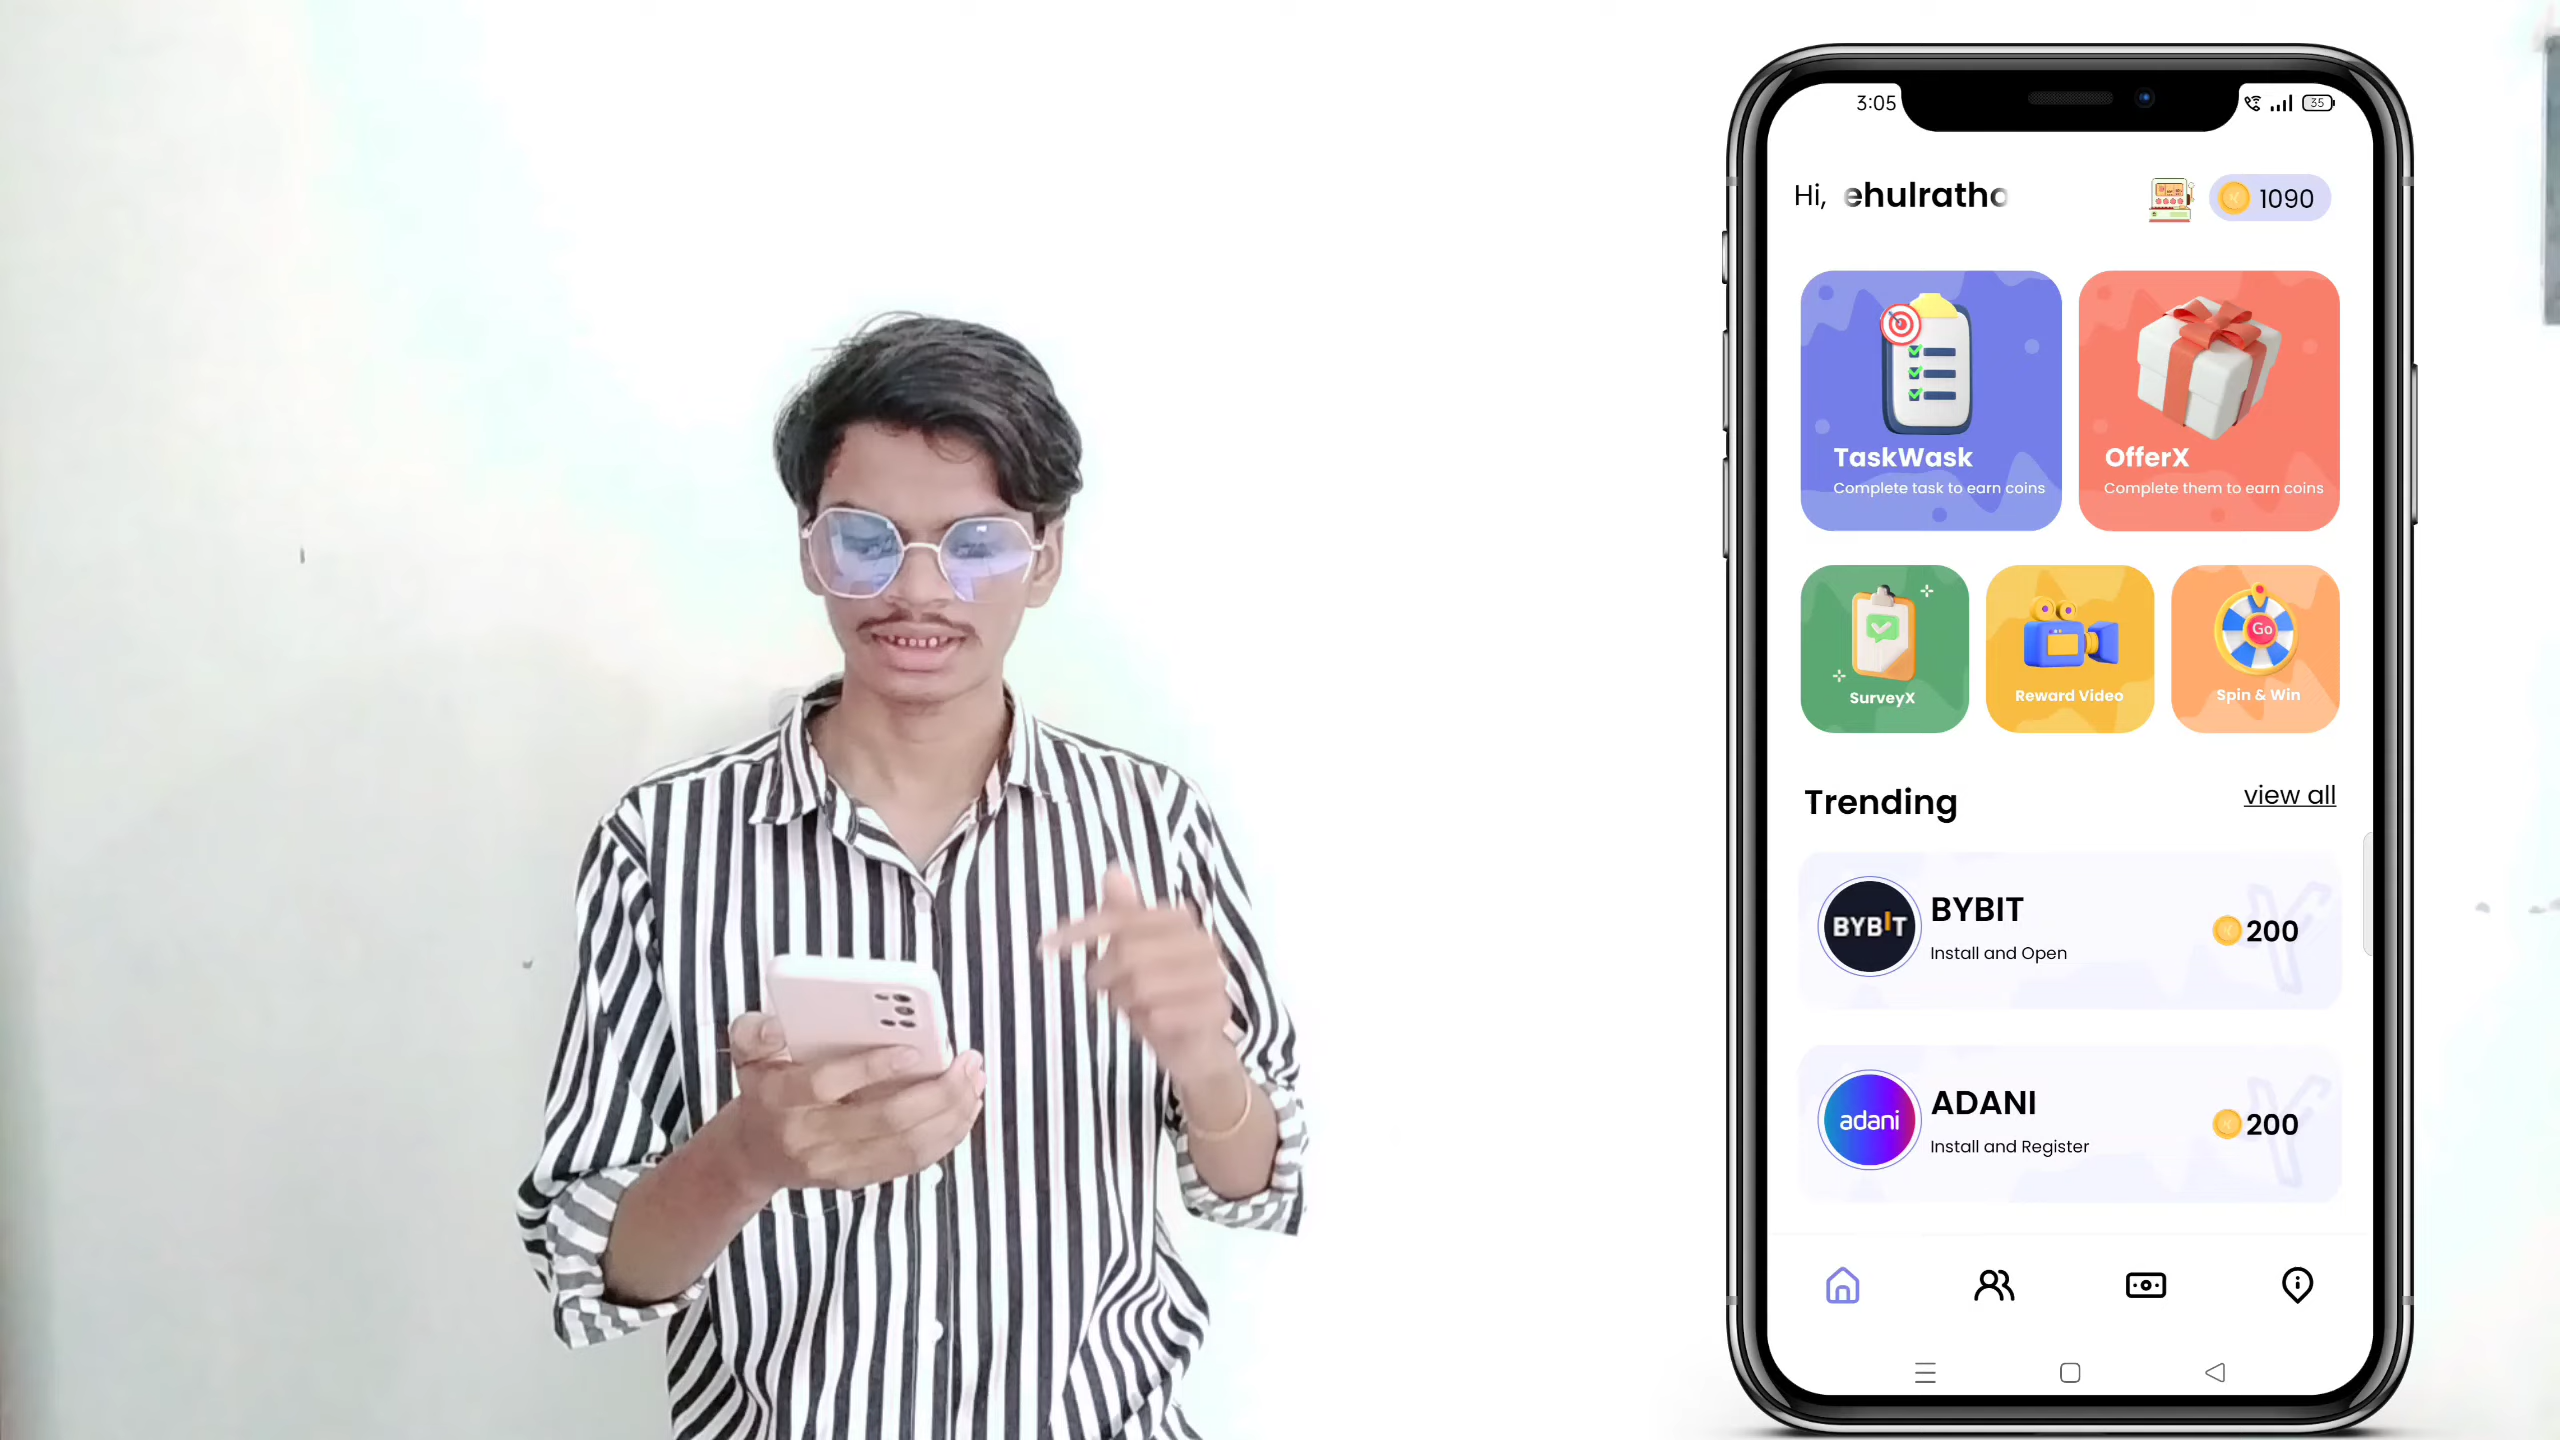 3:05
35
Hi, ehulratho
1090
TaskWask
Complete task to earn coins
OfferX
Complete them to earn coins
SurveyX
Reward Video
Go
Spin & Win
Trending
view all
BYBIT
BYBIT
Install and Open
200
adani
ADANI
Install and Register
200